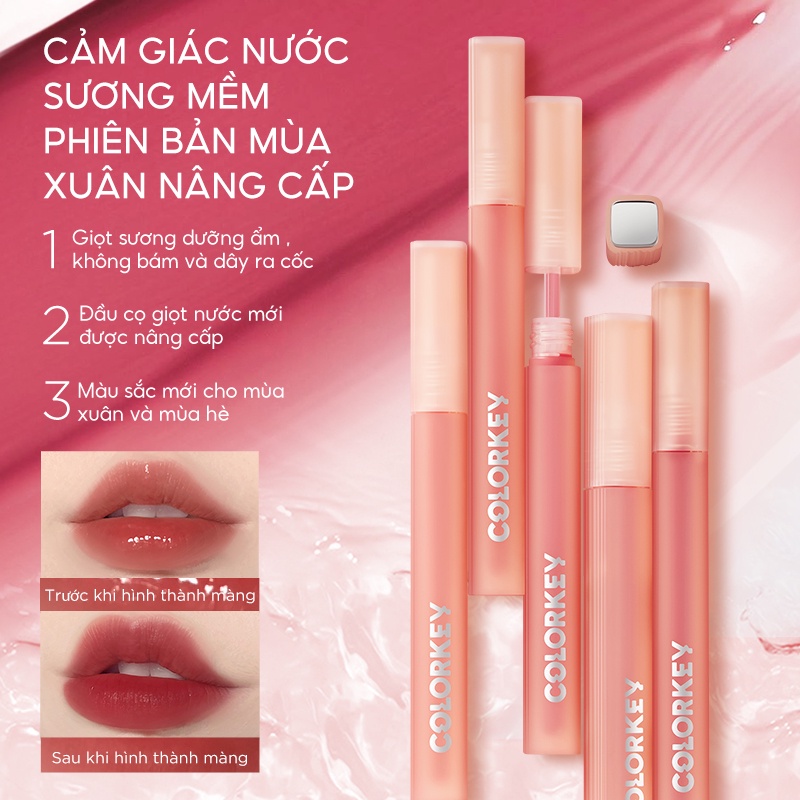 CẢM GIÁC NƯỚC
SƯƠNG MỀM
PHIÊN BẢN MÙA
XUÂN NÂNG CẤP
1 Giọt sương dưỡng ẩm ,
không bám và dây ra cốc
2 Đầu cọ giọt nước mới
được nâng cấp
3 Màu sắc mới cho mùa
xuân và mùa hè
Trước khi hình thành màng
Sau khi hình thành màng
COLORKEY
COLORKEY
COLORKEY
COLORKEY
COLORKEY